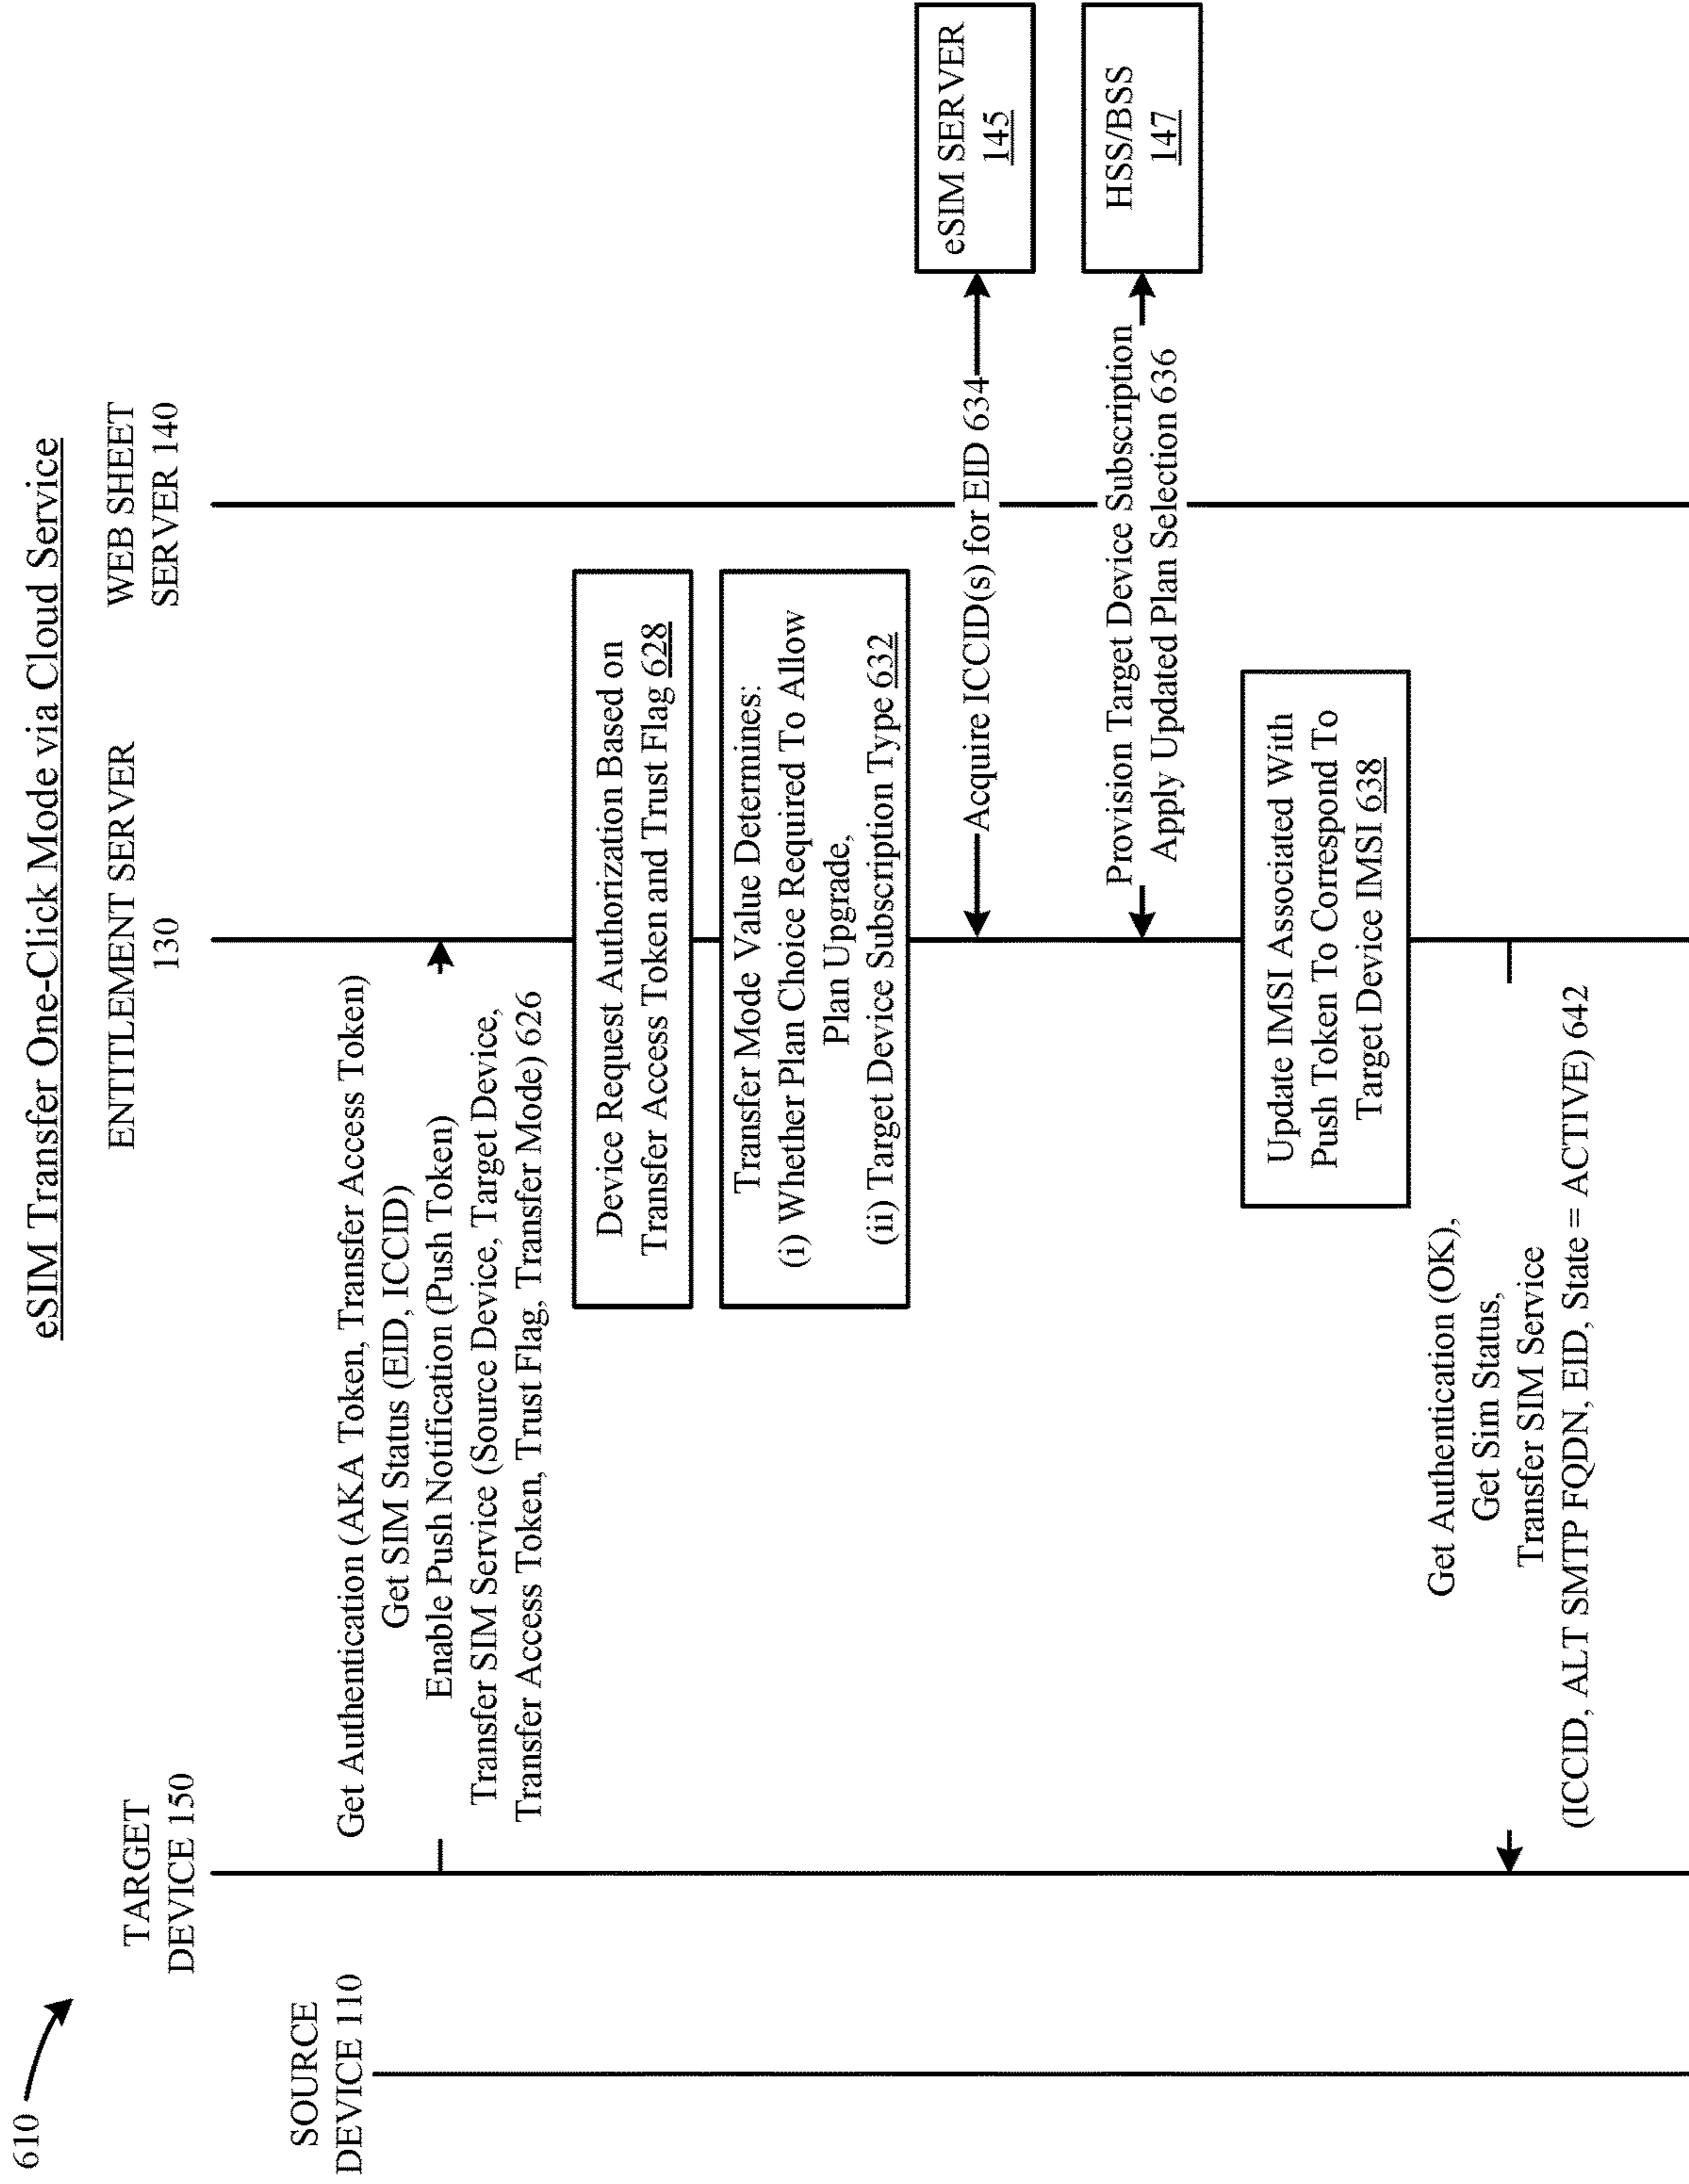 610
eSIM Transfer One-Click Mode via Cloud Service
SOURCE
DEVICE 110
TARGET
DEVICE 150
ENTITLEMENT SERVER
130
WEB SHEET
SERVER 140
Get Authentication (AKA Token, Transfer Access Token)
Get SIM Status (EID, ICCID)
Enable Push Notification (Push Token)
Transfer SIM Service (Source Device, Target Device,
Transfer Access Token, Trust Flag, Transfer Mode) 626
Device Request Authorization Based on
Transfer Access Token and Trust Flag 628
Transfer Mode Value Determines:
(i) Whether Plan Choice Required To Allow
Plan Upgrade,
(ii) Target Device Subscription Type 632
Acquire ICCID(s) for EID 634
eSIM SERVER
145
Provision Target Device Subscription
Apply Updated Plan Selection 636
HSS/BSS
147
Update IMSI Associated With
Push Token To Correspond To
Target Device IMSI 638
Get Authentication (OK),
Get Sim Status,
Transfer SIM Service
(ICCID, ALT SMTP FQDN, EID, State = ACTIVE) 642